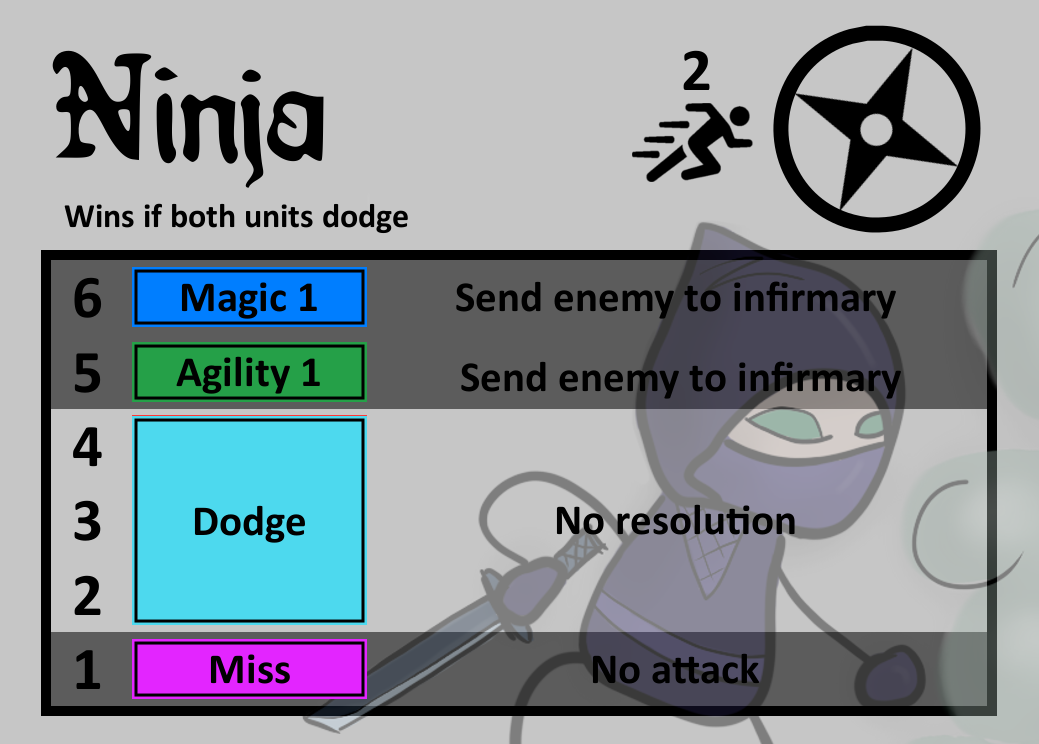 Ninja
2
Wins if both units dodge
6 Magic 1 Send enemy to infirmary
5 Agility 1 Send enemy to infirmary
4
3 Dodge No resolution
2
1 Miss No attack